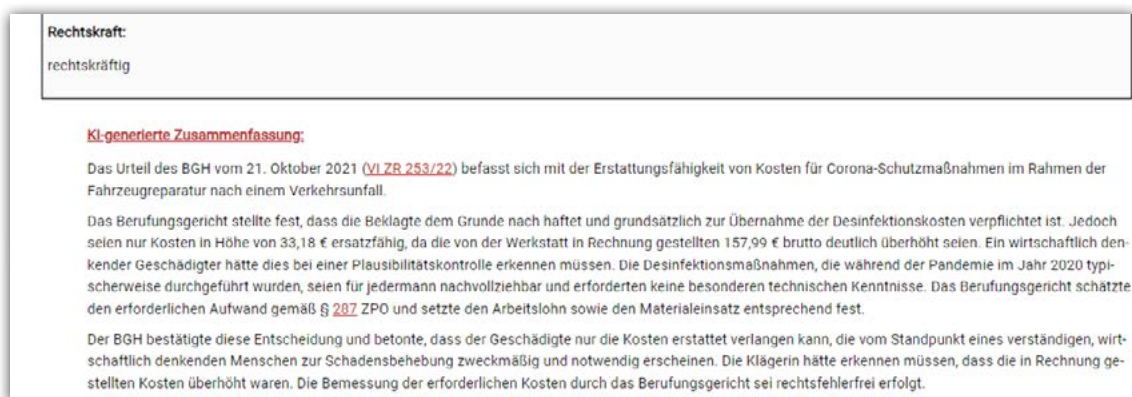 Rechtskraft:
rechtskräftig
KI-generierte Zusammenfassung:
Das Urteil des BGH vom 21. Oktober 2021 (VI ZR 253/22) befasst sich mit der Erstattungsfähigkeit von Kosten für Corona-Schutzmaßnahmen im Rahmen der
Fahrzeugreparatur nach einem Verkehrsunfall.
Das Berufungsgericht stellte fest, dass die Beklagte dem Grunde nach haftet und grundsätzlich zur Übernahme der Desinfektionskosten verpflichtet ist. Jedoch
seien nur Kosten in Höhe von 33,18 € ersatzfähig, da die von der Werkstatt in Rechnung gestellten 157,99 € brutto deutlich überhöht seien. Ein wirtschaftlich den-
kender Geschädigter hätte dies bei einer Plausibilitätskontrolle erkennen müssen. Die Desinfektionsmaßnahmen, die während der Pandemie im Jahr 2020 typi-
scherweise durchgeführt wurden, seien für jedermann nachvollziehbar und erforderten keine besonderen technischen Kenntnisse. Das Berufungsgericht schätzte
den erforderlichen Aufwand gemäß § 287 ZPO und setzte den Arbeitslohn sowie den Materialeinsatz entsprechend fest.
Der BGH bestätigte diese Entscheidung und betonte, dass der Geschädigte nur die Kosten erstattet verlangen kann, die vom Standpunkt eines verständigen, wirt-
schaftlich denkenden Menschen zur Schadensbehebung zweckmäßig und notwendig erscheinen. Die Klägerin hätte erkennen müssen, dass die in Rechnung ge-
stellten Kosten überhöht waren. Die Bemessung der erforderlichen Kosten durch das Berufungsgericht sei rechtsfehlerfrei erfolgt.